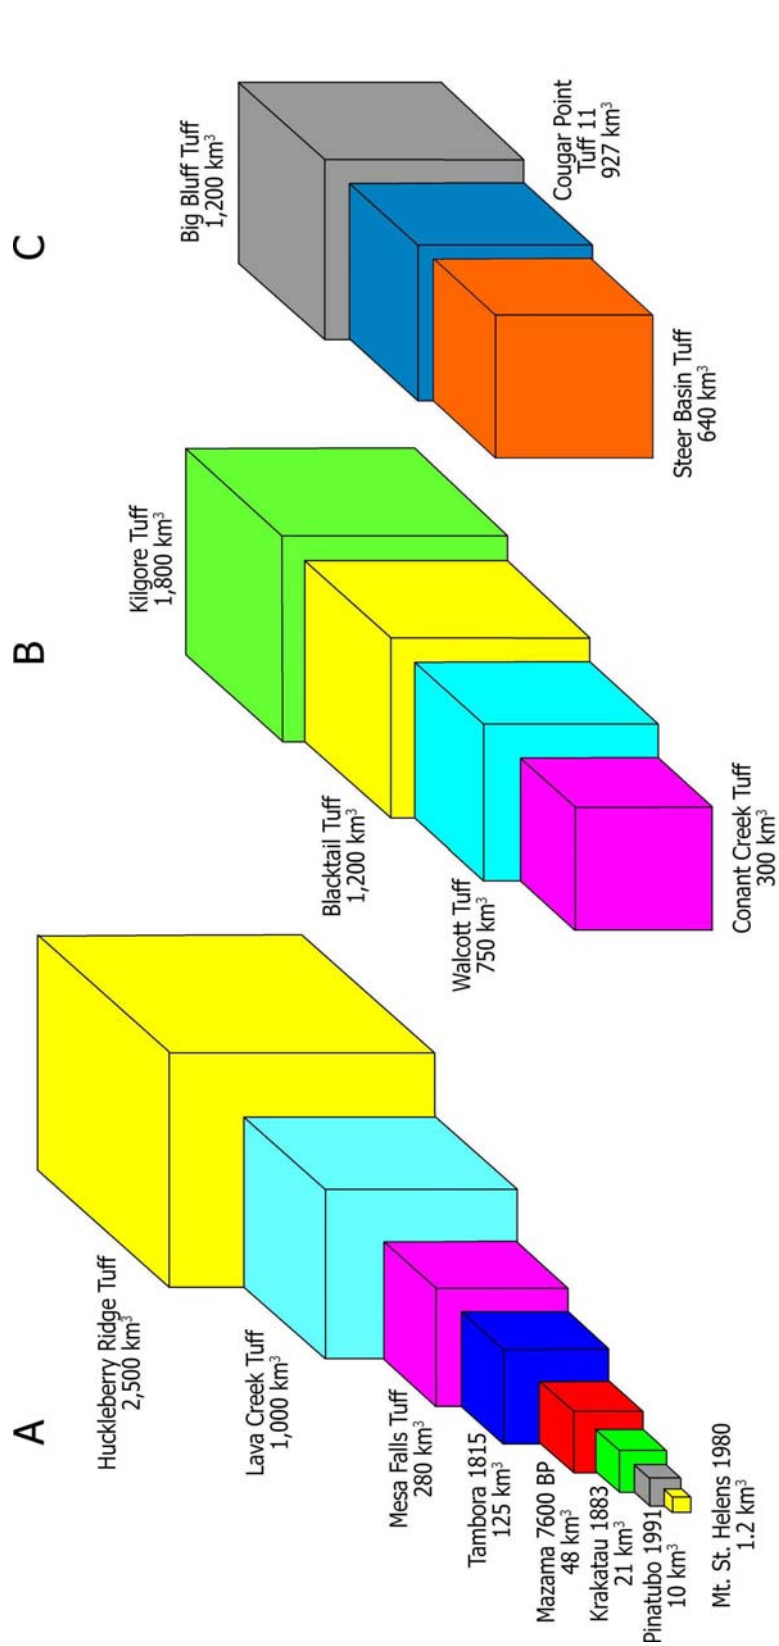 A
Huckleberry Ridge Tuff
2,500 km³
Lava Creek Tuff
1,000 km³
Mesa Falls Tuff
280 km³
Tambora 1815
125 km³
Mazama 7600 BP
48 km³
Krakatau 1883
21 km³
Pinatubo 1991
10 km³
Mt. St. Helens 1980
1.2 km³
B
Kilgore Tuff
1,800 km³
Blacktail Tuff
1,200 km³
Walcott Tuff
750 km³
Conant Creek Tuff
300 km³
C
Big Bluff Tuff
1,200 km³
Cougar Point
Tuff 11
927 km³
Steer Basin Tuff
640 km³